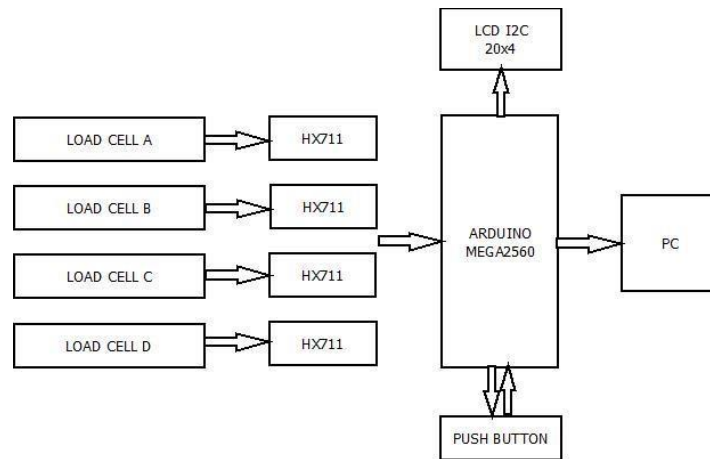 LCD I2C
20x4
LOAD CELL A
HX711
LOAD CELL B
HX711
ARDUINO
MEGA2560
PC
LOAD CELL C
HX711
LOAD CELL D
HX711
PUSH BUTTON